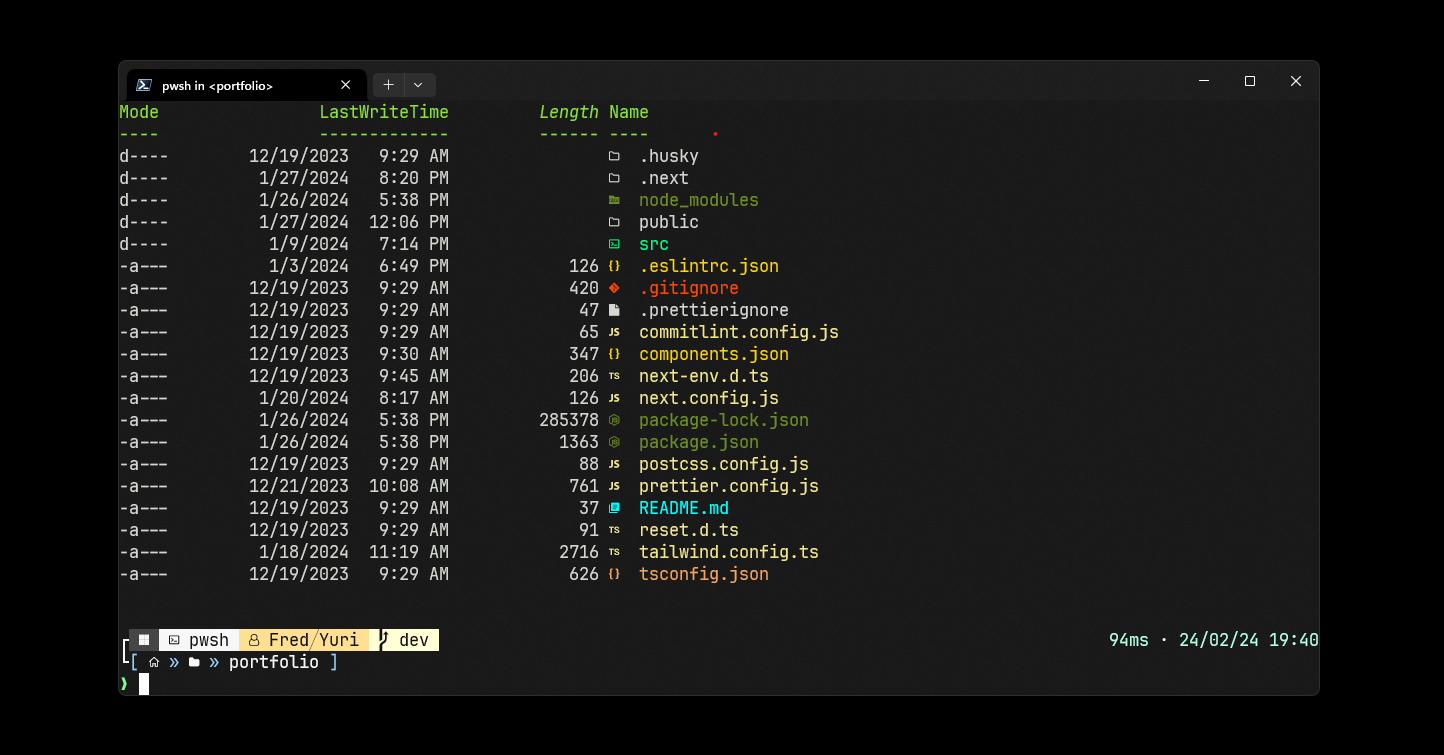 pwsh in <portfolio>
Mode LastWriteTime Length Name
---- ------------- ------ ----
d---- 12/19/2023 9:29 AM .husky
d---- 1/27/2024 8:20 PM .next
d---- 1/26/2024 5:38 PM node_modules
d---- 1/27/2024 12:06 PM public
d---- 1/9/2024 7:14 PM src
-a--- 1/3/2024 6:49 PM 126 {} .eslintrc.json
-a--- 12/19/2023 9:29 AM 420 .gitignore
-a--- 12/19/2023 9:29 AM 47 .prettierignore
-a--- 12/19/2023 9:29 AM 65 JS commitlint.config.js
-a--- 12/19/2023 9:30 AM 347 {} components.json
-a--- 12/19/2023 9:45 AM 206 TS next-env.d.ts
-a--- 1/20/2024 8:17 AM 126 JS next.config.js
-a--- 1/26/2024 5:38 PM 285378 package-lock.json
-a--- 1/26/2024 5:38 PM 1363 package.json
-a--- 12/19/2023 9:29 AM 88 JS postcss.config.js
-a--- 12/21/2023 10:08 AM 761 JS prettier.config.js
-a--- 12/19/2023 9:29 AM 37 README.md
-a--- 12/19/2023 9:29 AM 91 TS reset.d.ts
-a--- 1/18/2024 11:19 AM 2716 TS tailwind.config.ts
-a--- 12/19/2023 9:29 AM 626 {} tsconfig.json
pwsh Fred/Yuri dev 94ms · 24/02/24 19:40
[ » » portfolio ]
❯